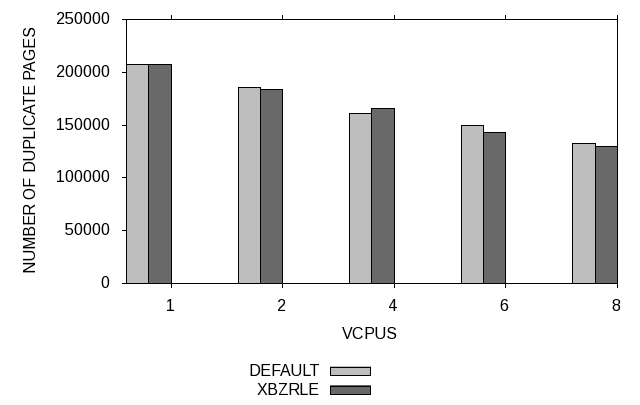 250000
200000
150000
100000
50000
0
NUMBER OF DUPLICATE PAGES
1 2 4 6 8
VCPUS
DEFAULT
XBZRLE